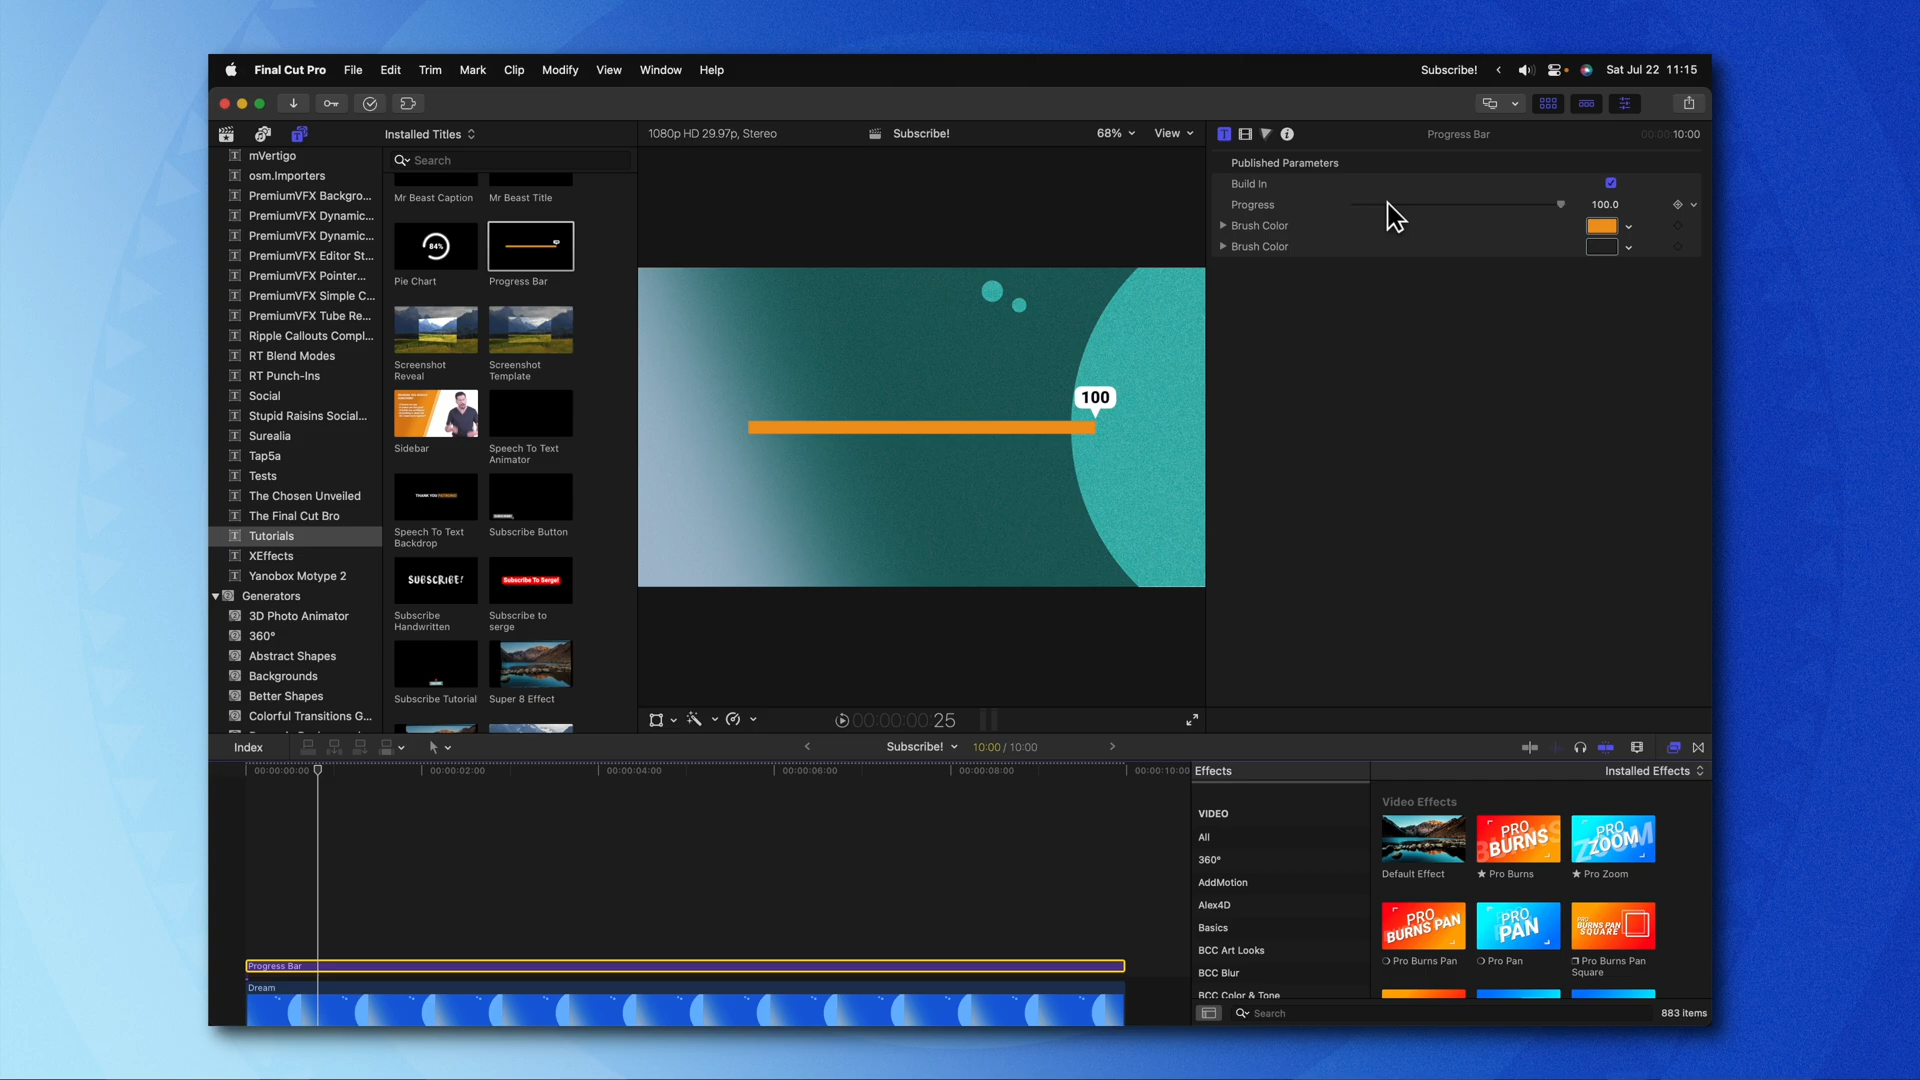 Final Cut Pro File Edit Trim Mark Clip Modify View Window Help
Subscribe! Sat Jul 22 11:15
Installed Titles
1080p HD 29.97p, Stereo
Subscribe!
68%
View
Progress Bar
00:00 10:00
mVertigo
osm.Importers
PremiumVFX Backgro...
PremiumVFX Dynamic...
PremiumVFX Dynamic...
PremiumVFX Editor St...
PremiumVFX Pointer...
PremiumVFX Simple C...
PremiumVFX Tube Re...
Ripple Callouts Compl...
RT Blend Modes
RT Punch-Ins
Social
Stupid Raisins Social...
Surealia
Tap5a
Tests
The Chosen Unveiled
The Final Cut Bro
Tutorials
XEffects
Yanobox Motype 2
Generators
3D Photo Animator
360°
Abstract Shapes
Backgrounds
Better Shapes
Colorful Transitions G...
Search
Mr Beast Caption
Mr Beast Title
84%
Pie Chart
Progress Bar
Screenshot
Reveal
Screenshot
Template
Sidebar
Speech To Text
Animator
THANK YOU PATRONS!
Speech To Text
Backdrop
Subscribe Button
SUBSCRIBE!
Subscribe
Handwritten
Subscribe To Serge!
Subscribe to
serge
Subscribe Tutorial
Super 8 Effect
100
00:00:00:00:25
Published Parameters
Build In
Progress 100.0
Brush Color
Brush Color
Index
Subscribe!
10:00 / 10:00
00:00:00:00
00:00:02:00
00:00:04:00
00:00:06:00
00:00:08:00
00:00:10:00
Progress Bar
Dream
Effects
Installed Effects
VIDEO
All
360°
AddMotion
Alex4D
Basics
BCC Art Looks
BCC Blur
BCC Color & Tone
Video Effects
Default Effect
PRO
BURNS
Pro Burns
PRO
ZOOM
Pro Zoom
PRO
BURNS PAN
Pro Burns Pan
PRO
PAN
Pro Pan
PRO
BURNS PAN
SQUARE
Pro Burns Pan
Square
Search
883 items